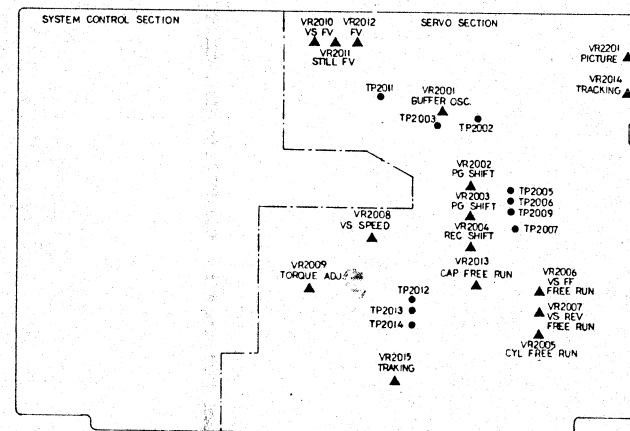 SYSTEM CONTROL SECTION
SERVO SECTION
VR2010
VS FV
VR2012
FV
VR2011
STILL FV
VR2201
PICTURE
VR2014
TRACKING
TP2011
VR2001
BUFFER OSC.
TP2003
TP2002
VR2002
PG SHIFT
TP2005
VR2003
PG SHIFT
TP2006
TP2009
VR2004
REC SHIFT
TP2007
VR2008
VS SPEED
VR2013
CAP FREE RUN
VR2009
TORQUE ADJ.
VR2006
VS FF
FREE RUN
TP2012
TP2013
TP2014
VR2007
VS REV
FREE RUN
VR2005
CYL FREE RUN
VR2015
TRAKING